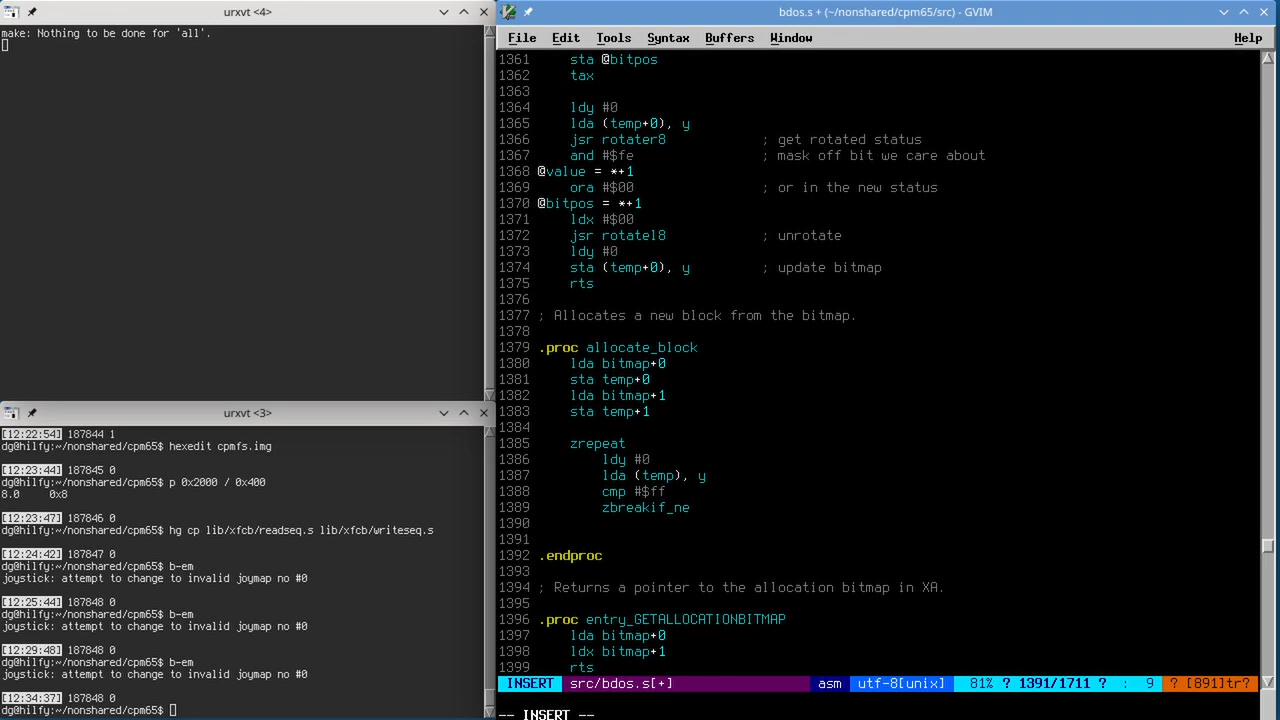 urxvt <4>
make: Nothing to be done for 'all'.
urxvt <3>
[12:22:54] 187844 1
dg@hilfy:~/nonshared/cpm65$ hexedit cpmfs.img
[12:23:44] 187845 0
dg@hilfy:~/nonshared/cpm65$ p 0x2000 / 0x400
8.0     0x8
[12:23:47] 187846 0
dg@hilfy:~/nonshared/cpm65$ hg cp lib/xfcb/readseq.s lib/xfcb/writeseq.s
[12:24:42] 187847 0
dg@hilfy:~/nonshared/cpm65$ b-em
joystick: attempt to change to invalid joymap no #0
[12:25:44] 187848 0
dg@hilfy:~/nonshared/cpm65$ b-em
joystick: attempt to change to invalid joymap no #0
[12:29:48] 187848 0
dg@hilfy:~/nonshared/cpm65$ b-em
joystick: attempt to change to invalid joymap no #0
[12:34:37] 187848 0
dg@hilfy:~/nonshared/cpm65$
bdos.s + (~/nonshared/cpm65/src) - GVIM
File Edit Tools Syntax Buffers Window Help
1361     sta @bitpos
1362     tax
1363
1364     ldy #0
1365     lda (temp+0), y
1366     jsr rotater8            ; get rotated status
1367     and #$fe                ; mask off bit we care about
1368 @value = *+1
1369     ora #$00                ; or in the new status
1370 @bitpos = *+1
1371     ldx #$00
1372     jsr rotatel8            ; unrotate
1373     ldy #0
1374     sta (temp+0), y         ; update bitmap
1375     rts
1376
1377 ; Allocates a new block from the bitmap.
1378
1379 .proc allocate_block
1380     lda bitmap+0
1381     sta temp+0
1382     lda bitmap+1
1383     sta temp+1
1384
1385     zrepeat
1386         ldy #0
1387         lda (temp), y
1388         cmp #$ff
1389         zbreakif_ne
1390
1391
1392 .endproc
1393
1394 ; Returns a pointer to the allocation bitmap in XA.
1395
1396 .proc entry_GETALLOCATIONBITMAP
1397     lda bitmap+0
1398     ldx bitmap+1
1399     rts
INSERT src/bdos.s[+] asm utf-8[unix] 81% ? 1391/1711 ? : 9 ? [891]tr?
-- INSERT --